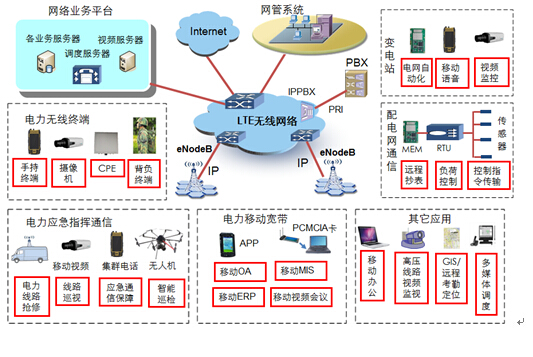 网络业务平台
各业务服务器
视频服务器
调度服务器
Internet
网管系统
PBX
IPPBX
PRI
LTE无线网络
eNodeB
IP
eNodeB
IP
变电站
电网自动化
移动语音
视频监控
配电网通信
MEM
RTU
传感器
远程抄表
负荷控制
控制指令传输
电力无线终端
手持终端
摄像机
CPE
背负终端
电力应急指挥通信
移动视频
集群电话
无人机
电力线路抢修
线路巡视
应急通信保障
智能巡检
电力移动宽带
APP
PCMCIA卡
移动OA
移动MIS
移动ERP
移动视频会议
其它应用
移动办公
高压线路视频监视
GIS/远程考勤定位
多媒体调度